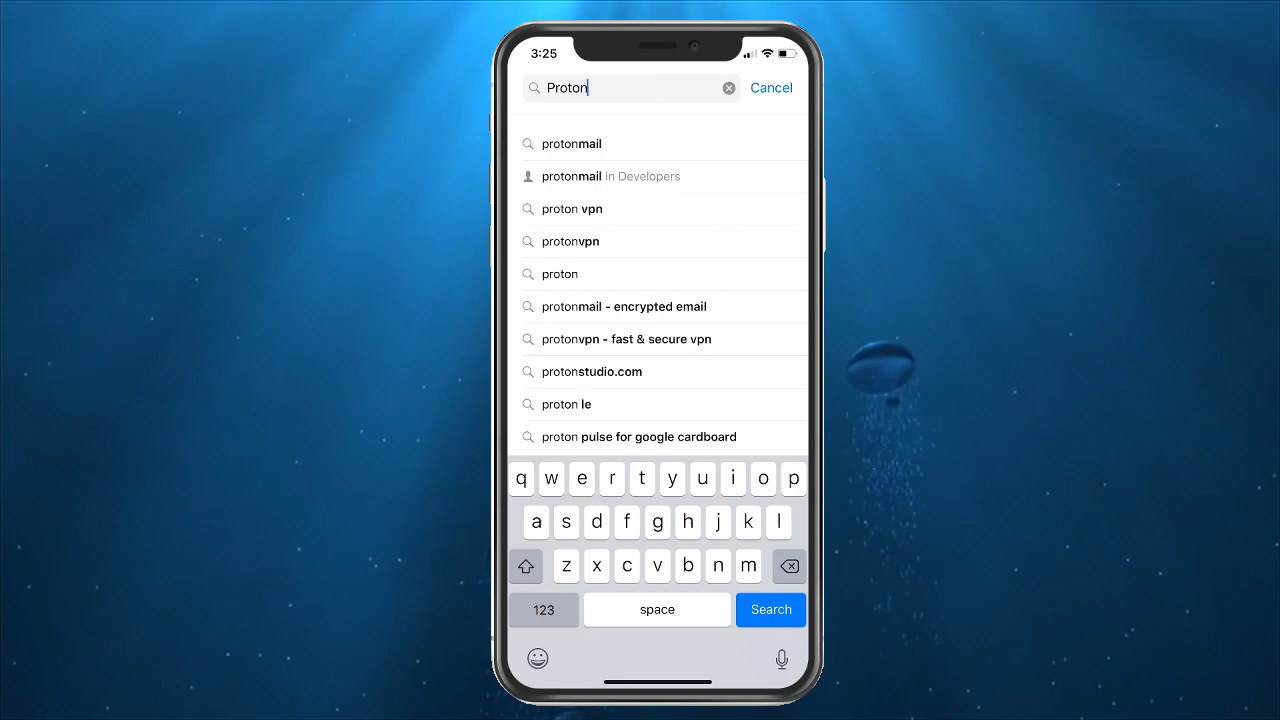 3:25
Proton
Cancel
protonmail
protonmail in Developers
proton vpn
protonvpn
proton
protonmail - encrypted email
protonvpn - fast & secure vpn
protonstudio.com
proton le
proton pulse for google cardboard
q w e r t y u i o p
a s d f g h j k l
z x c v b n m
123 space Search